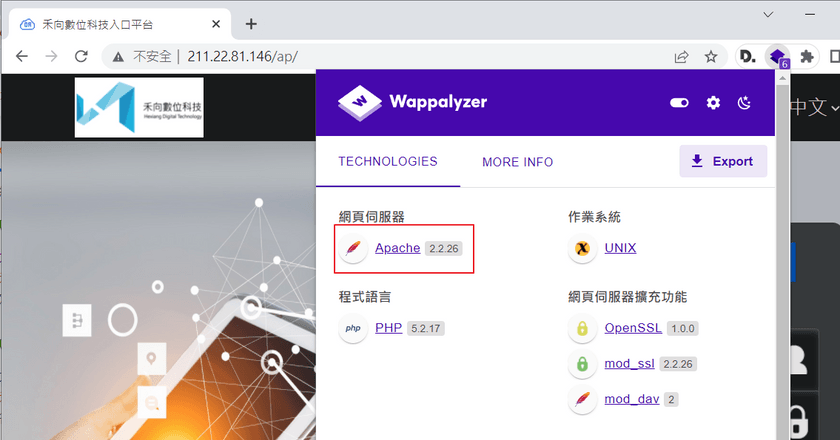 禾向數位科技入口平台
不安全 | 211.22.81.146/ap/
6
禾向數位科技
Hexiang Digital Technology
中文
Wappalyzer
TECHNOLOGIES
MORE INFO
Export
網頁伺服器
Apache 2.2.26
作業系統
UNIX
程式語言
php PHP 5.2.17
網頁伺服器擴充功能
OpenSSL 1.0.0
mod_ssl 2.2.26
mod_dav 2